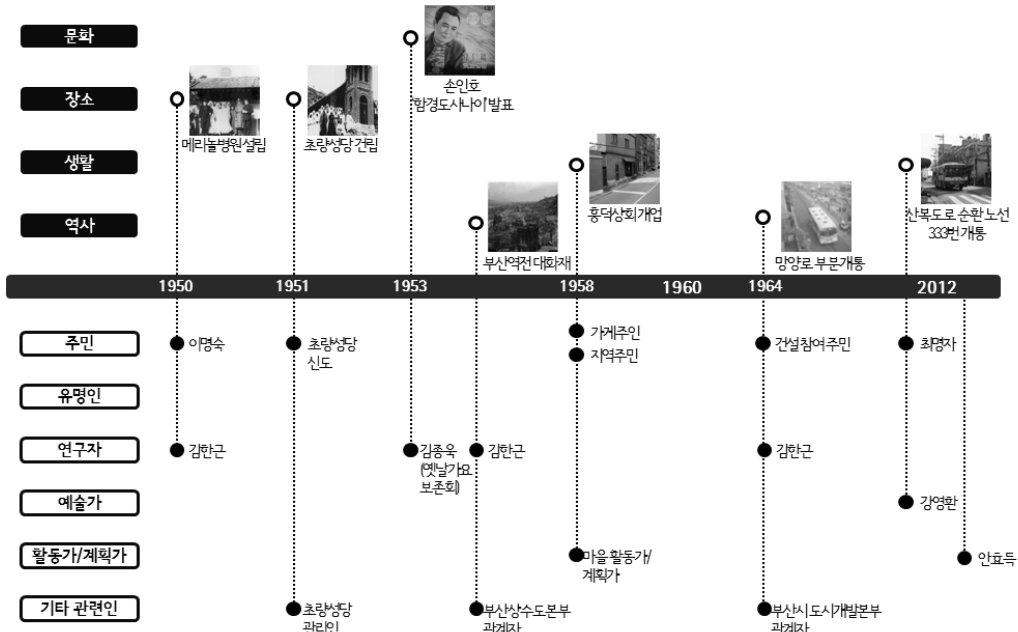 문화
손인호
'함경도사나이' 발표
장소
메리놀병원설립
초량성당 건립
생활
흥덕상회개업
산복도로 순환 노선
333번 개통
역사
부산역전 대화재
망양로 부분개통
1950
1951
1953
1958
1960
1964
2012
주민
이명숙
초량성당
신도
가게주인
지역주민
건설참여 주민
최명자
유명인
연구자
김한근
김종욱
(옛날가요
보존회)
김한근
김한근
예술가
강영환
활동가/계획가
마을 활동가/
계획가
안효득
기타 관련인
초량성당
관리인
부산상수도본부
관계자
부산시 도시개발본부
관계자